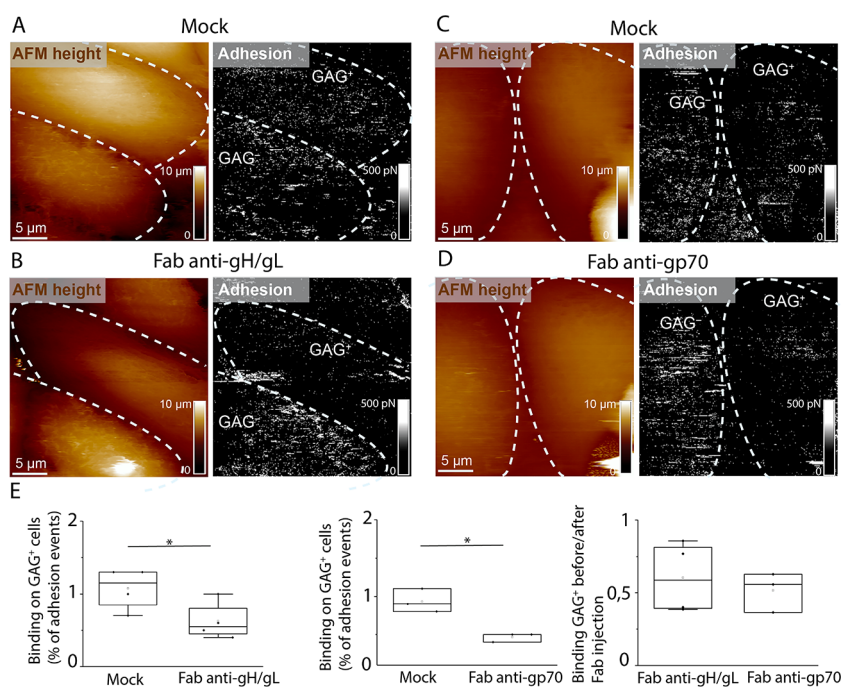 A
Mock
AFM height
Adhesion
GAG⁺
GAG
10 µm
0
500 pN
0
5 µm
C
Mock
AFM height
Adhesion
GAG⁺
GAG⁻
10 µm
0
500 pN
0
5 µm
B
Fab anti-gH/gL
AFM height
Adhesion
GAG⁺
GAG
10 µm
0
500 pN
0
5 µm
D
Fab anti-gp70
AFM height
Adhesion
GAG⁺
GAG⁻
10 µm
0
500 pN
0
5 µm
E
Binding on GAG⁺ cells
(% of adhesion events)
2
1
0
*
Mock
Fab anti-gH/gL
Binding on GAG⁺ cells
(% of adhesion events)
2
1
0
*
Mock
Fab anti-gp70
Binding GAG⁺ before/after
Fab injection
1
0,5
0
Fab anti-gH/gL
Fab anti-gp70